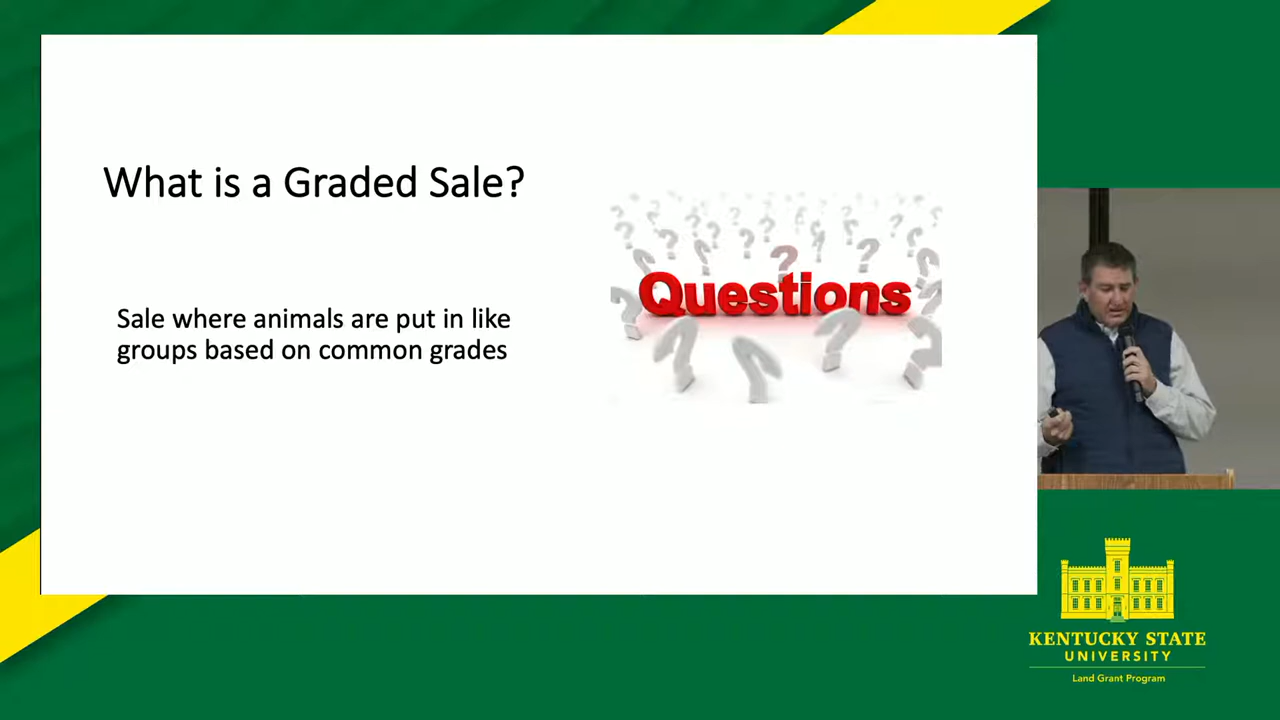 What is a Graded Sale?
Sale where animals are put in like
groups based on common grades
Questions
KENTUCKY STATE
UNIVERSITY
Land Grant Program